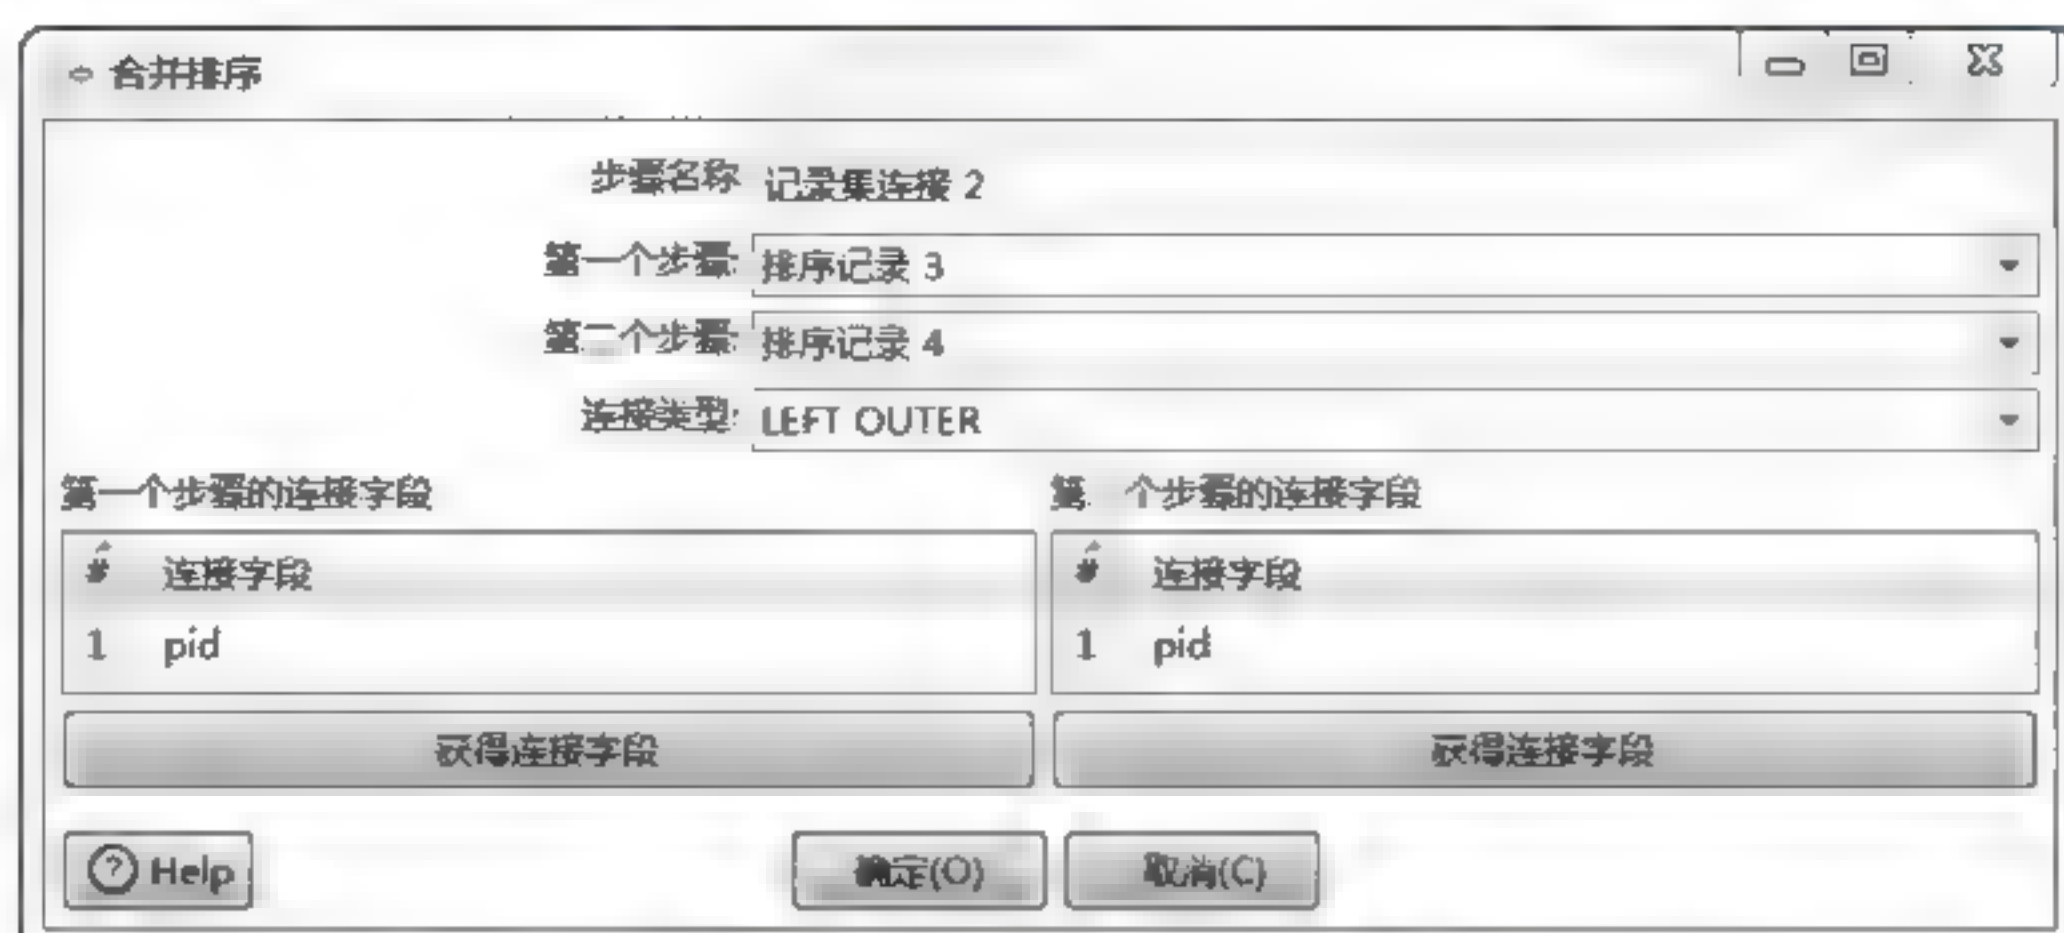 合并排序
步骤名称 记录集连接 2
第一个步骤: 排序记录 3
第二个步骤: 排序记录 4
连接类型: LEFT OUTER
第一个步骤的连接字段 第 个步骤的连接字段
# 连接字段 # 连接字段
1 pid 1 pid
获得连接字段 获得连接字段
Help 确定(O) 取消(C)